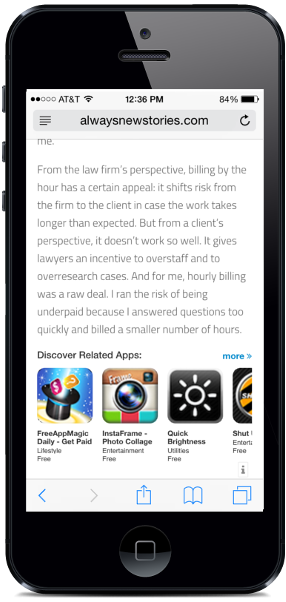 AT&T 12:36 PM 84%
alwaysnewstories.com
me.
From the law firm's perspective, billing by the
hour has a certain appeal: it shifts risk from
the firm to the client in case the work takes
longer than expected. But from a client's
perspective, it doesn't work so well. It gives
lawyers an incentive to overstaff and to
overresearch cases. And for me, hourly billing
was a raw deal. I ran the risk of being
underpaid because I answered questions too
quickly and billed a smaller number of hours.
Discover Related Apps: more »
FreeAppMagic InstaFrame - Quick Shut
Daily - Get Paid Photo Collage Brightness Enterta
Lifestyle Entertainment Utilities Free
Free Free Free